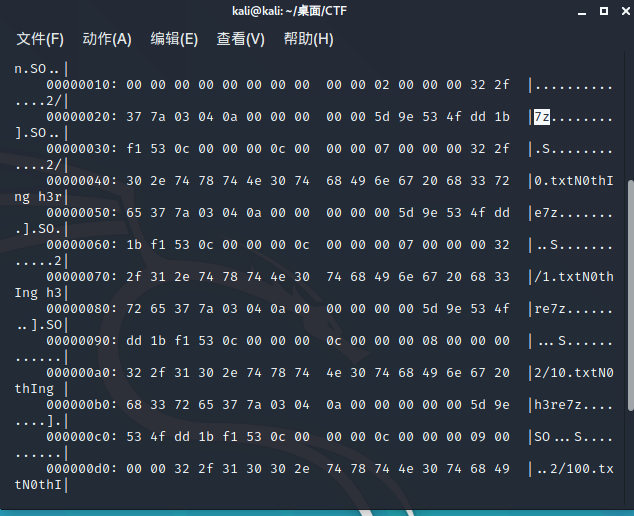 kali@kali: ~/桌面/CTF
文件(F) 动作(A) 编辑(E) 查看(V) 帮助(H)
n.SO..|
00000010: 00 00 00 00 00 00 00 00 00 02 00 00 00 32 2f |...........
....2/|
00000020: 37 7a 03 04 0a 00 00 00 00 00 5d 9e 53 4f dd 1b |7z.........
].SO..|
00000030: f1 53 0c 00 00 00 0c 00 00 00 07 00 00 00 32 2f |.S.........
....2/|
00000040: 30 2e 74 78 74 4e 30 74 68 49 6e 67 20 68 33 72 |0.txtN0thI
ng h3r|
00000050: 65 37 7a 03 04 0a 00 00 00 00 00 5d 9e 53 4f dd |e7z........
.].SO.|
00000060: 1b f1 53 0c 00 00 00 0c 00 00 00 07 00 00 00 32 |..S........
.....2|
00000070: 2f 31 2e 74 78 74 4e 30 74 68 49 6e 67 20 68 33 |/1.txtN0th
Ing h3|
00000080: 72 65 37 7a 03 04 0a 00 00 00 00 00 5d 9e 53 4f |re7z.......
..].SO|
00000090: dd 1b f1 53 0c 00 00 00 0c 00 00 00 08 00 00 00 |...S.......
......|
000000a0: 32 2f 31 30 2e 74 78 74 4e 30 74 68 49 6e 67 20 |2/10.txtN0
thIng |
000000b0: 68 33 72 65 37 7a 03 04 0a 00 00 00 00 00 5d 9e |h3re7z.....
....].|
000000c0: 53 4f dd 1b f1 53 0c 00 00 00 0c 00 00 00 09 00 |SO...S.....
......|
000000d0: 00 00 32 2f 31 30 30 2e 74 78 74 4e 30 74 68 49 |..2/100.tx
tN0thI|